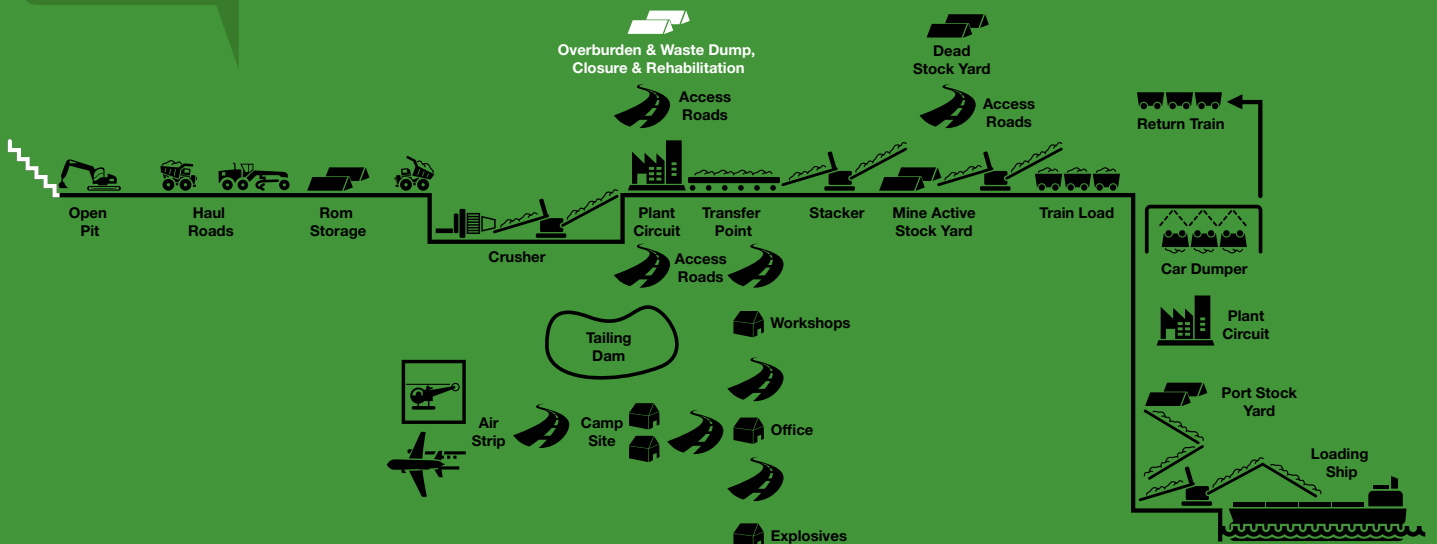 Overburden & Waste Dump,
Closure & Rehabilitation
Dead
Stock Yard
Access
Roads
Access
Roads
Return Train
Open
Pit
Haul
Roads
Rom
Storage
Crusher
Plant
Circuit
Transfer
Point
Stacker
Mine Active
Stock Yard
Train Load
Car Dumper
Access
Roads
Tailing
Dam
Workshops
Plant
Circuit
Port Stock
Yard
Air
Strip
Camp
Site
Office
Loading
Ship
Explosives